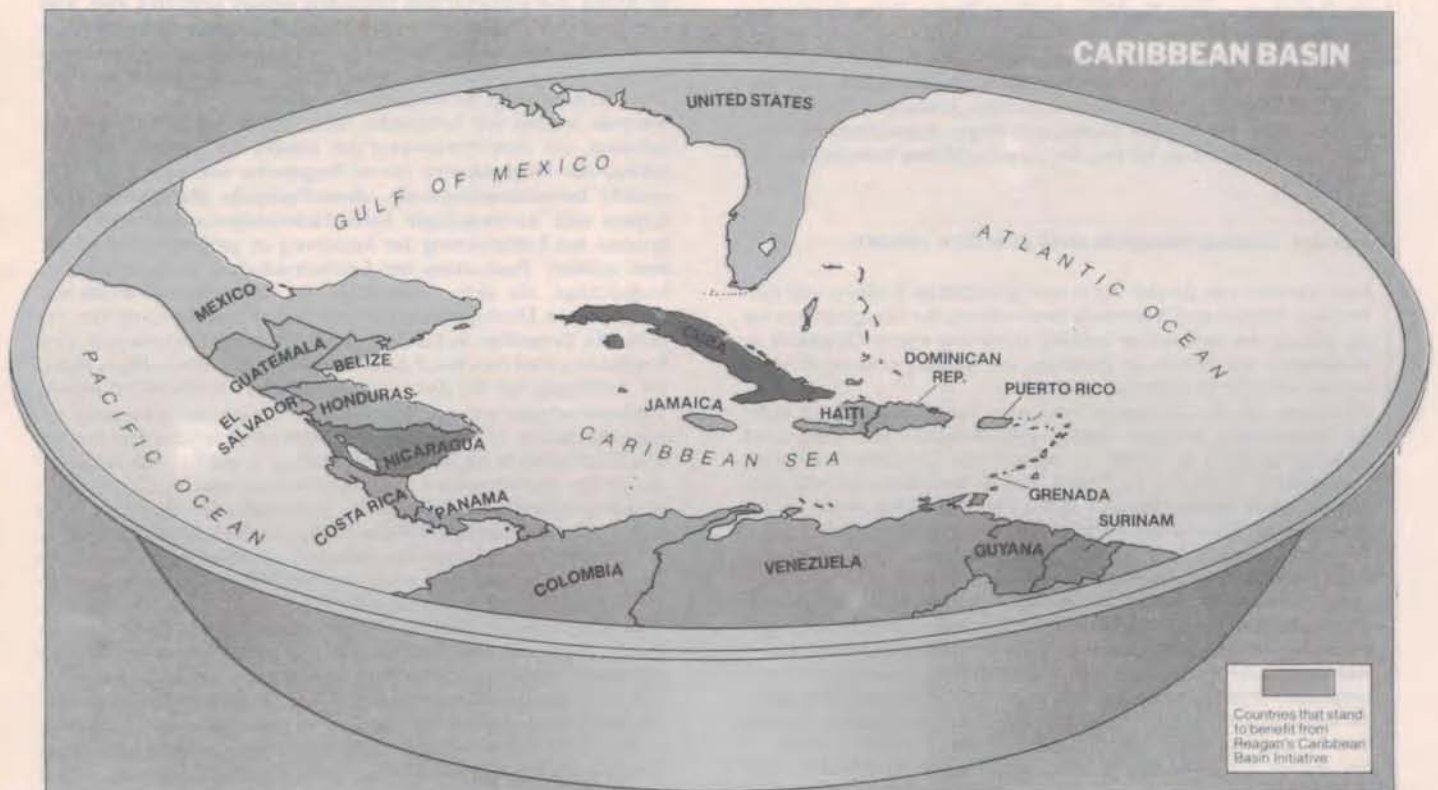 CARIBBEAN BASIN
UNITED STATES
GULF OF MEXICO
ATLANTIC OCEAN
MEXICO
GUATEMALA
BELIZE
EL
SALVADOR
HONDURAS
NICARAGUA
COSTA RICA
PANAMA
PACIFIC OCEAN
CUBA
JAMAICA
HAITI
DOMINICAN
REP.
PUERTO RICO
CARIBBEAN SEA
GRENADA
SURINAM
GUYANA
VENEZUELA
COLOMBIA
Countries that stand
to benefit from
Reagan's Caribbean
Basin Initiative